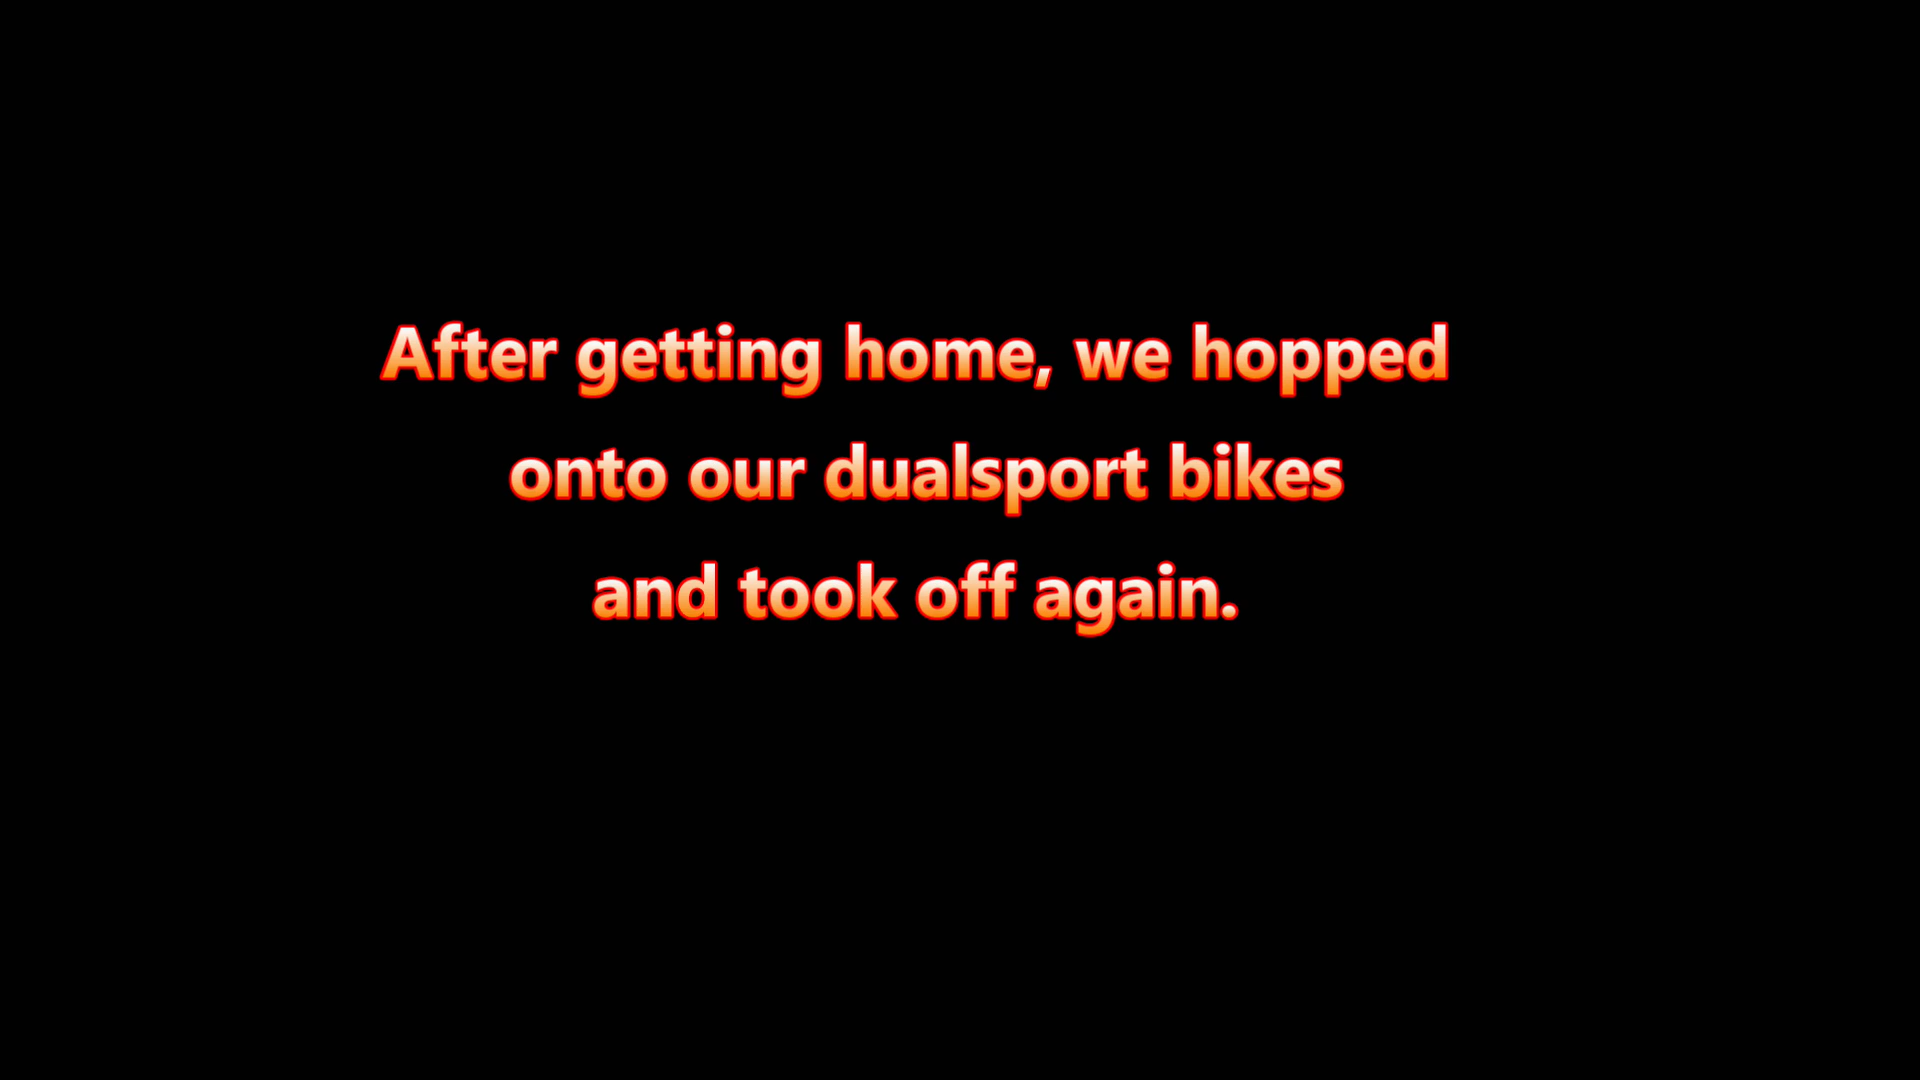 After getting home, we hopped
onto our dualsport bikes
and took off again.